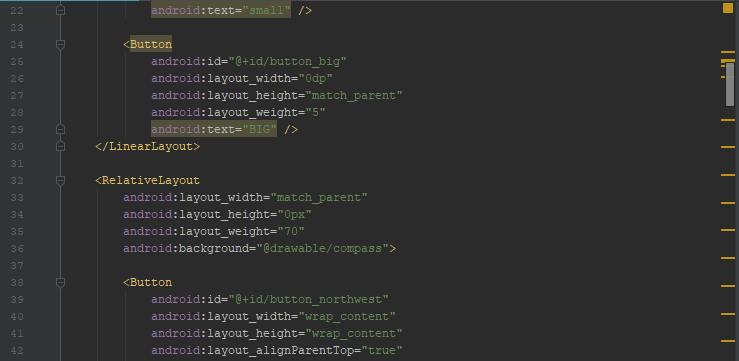 22 android:text="small" />
23
24 <Button
25 android:id="@+id/button_big"
26 android:layout_width="0dp"
27 android:layout_height="match_parent"
28 android:layout_weight="5"
29 android:text="BIG" />
30 </LinearLayout>
31
32 <RelativeLayout
33 android:layout_width="match_parent"
34 android:layout_height="0px"
35 android:layout_weight="70"
36 android:background="@drawable/compass">
37
38 <Button
39 android:id="@+id/button_northwest"
40 android:layout_width="wrap_content"
41 android:layout_height="wrap_content"
42 android:layout_alignParentTop="true"